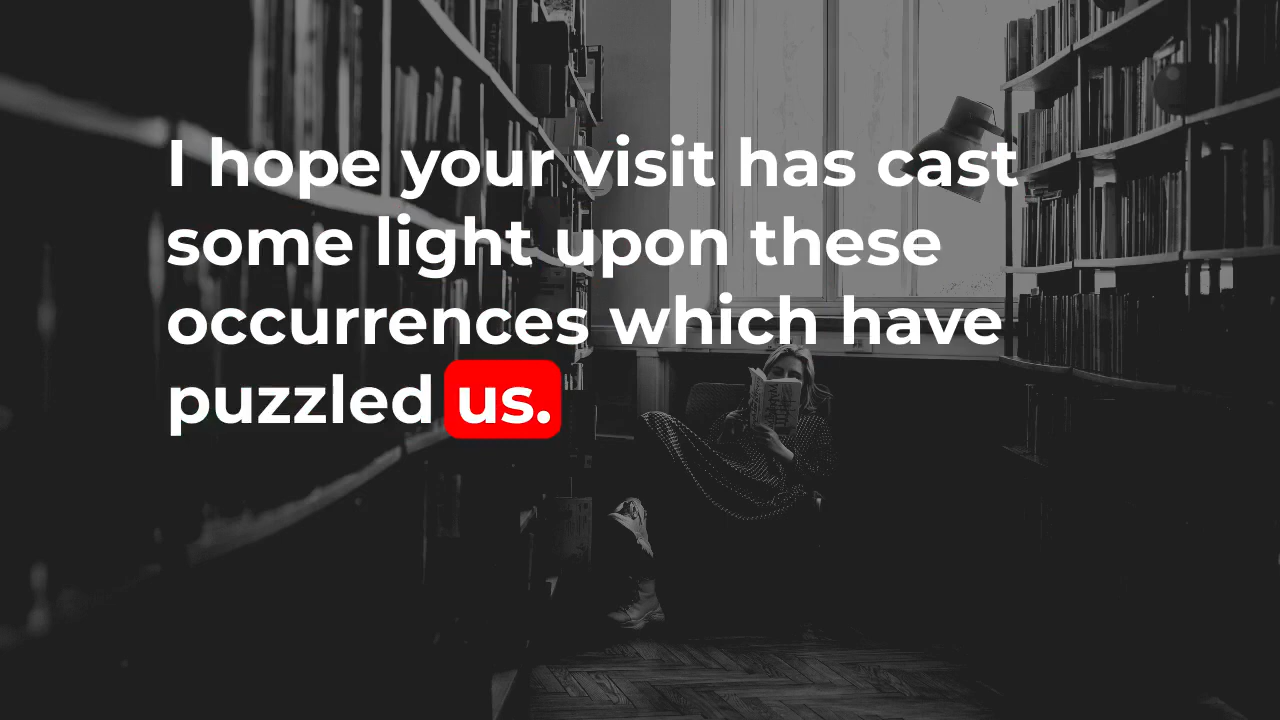 I hope your visit has cast
some light upon these
occurrences which have
puzzled us.